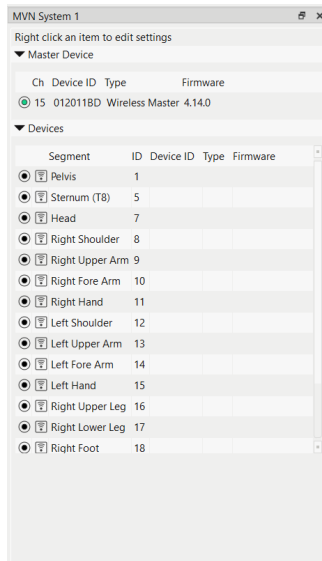 MVN System 1
Right click an item to edit settings
Master Device
Ch Device ID Type Firmware
15 012011BD Wireless Master 4.14.0
Devices
Segment ID Device ID Type Firmware
Pelvis 1
Sternum (T8) 5
Head 7
Right Shoulder 8
Right Upper Arm 9
Right Fore Arm 10
Right Hand 11
Left Shoulder 12
Left Upper Arm 13
Left Fore Arm 14
Left Hand 15
Right Upper Leg 16
Right Lower Leg 17
Right Foot 18